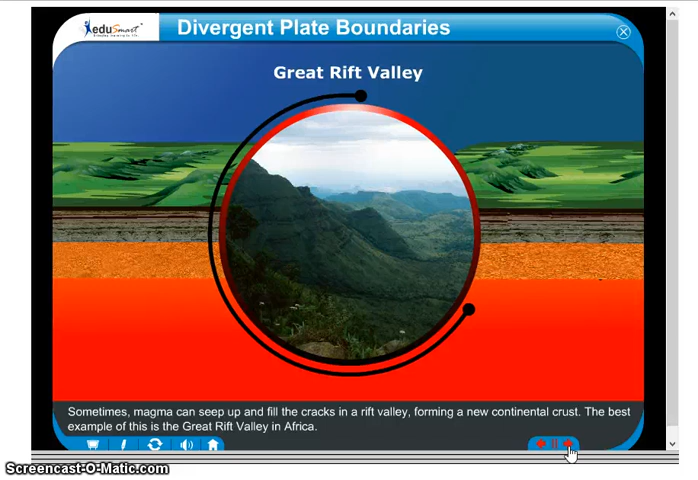 eduSmart™
Divergent Plate Boundaries
Great Rift Valley
Sometimes, magma can seep up and fill the cracks in a rift valley, forming a new continental crust. The best
example of this is the Great Rift Valley in Africa.
Screencast-O-Matic.com